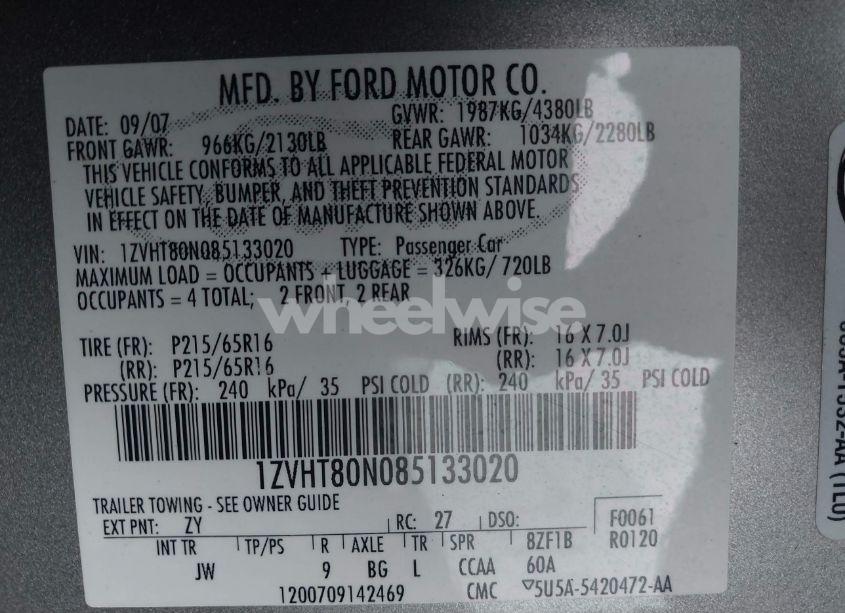 MFD. BY FORD MOTOR CO.
DATE: 09/07 GVWR: 1987KG/4380LB
FRONT GAWR: 966KG/2130LB REAR GAWR: 1034KG/2280LB
THIS VEHICLE CONFORMS TO ALL APPLICABLE FEDERAL MOTOR
VEHICLE SAFETY, BUMPER, AND THEFT PREVENTION STANDARDS
IN EFFECT ON THE DATE OF MANUFACTURE SHOWN ABOVE.
VIN: 1ZVHT80N085133020 TYPE: Passenger Car
MAXIMUM LOAD = OCCUPANTS + LUGGAGE = 326KG/ 720LB
OCCUPANTS = 4 TOTAL; 2 FRONT, 2 REAR
wheelwise
TIRE (FR): P215/65R16 RIMS (FR): 16 X 7.0J
(RR): P215/65R16 (RR): 16 X 7.0J
PRESSURE (FR): 240 kPa/ 35 PSI COLD (RR): 240 kPa/ 35 PSI COLD
1ZVHT80N085133020
TRAILER TOWING - SEE OWNER GUIDE
EXT PNT: ZY RC: 27 DSO: F0061
INT TR TP/PS R AXLE TR SPR 8ZF1B R0120
JW 9 BG L CCAA 60A
1200709142469 CMC ▽5U5A-5420472-AA